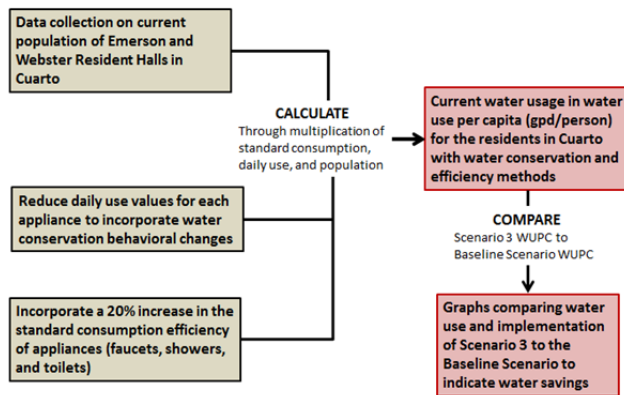 Data collection on current
population of Emerson and
Webster Resident Halls in
Cuarto
CALCULATE
Through multiplication of
standard consumption,
daily use, and population
Current water usage in water
use per capita (gpd/person)
for the residents in Cuarto
with water conservation and
efficiency methods
Reduce daily use values for each
appliance to incorporate water
conservation behavioral changes
COMPARE
Scenario 3 WUPC to
Baseline Scenario WUPC
Incorporate a 20% increase in the
standard consumption efficiency
of appliances (faucets, showers,
and toilets)
Graphs comparing water
use and implementation
of Scenario 3 to the
Baseline Scenario to
indicate water savings